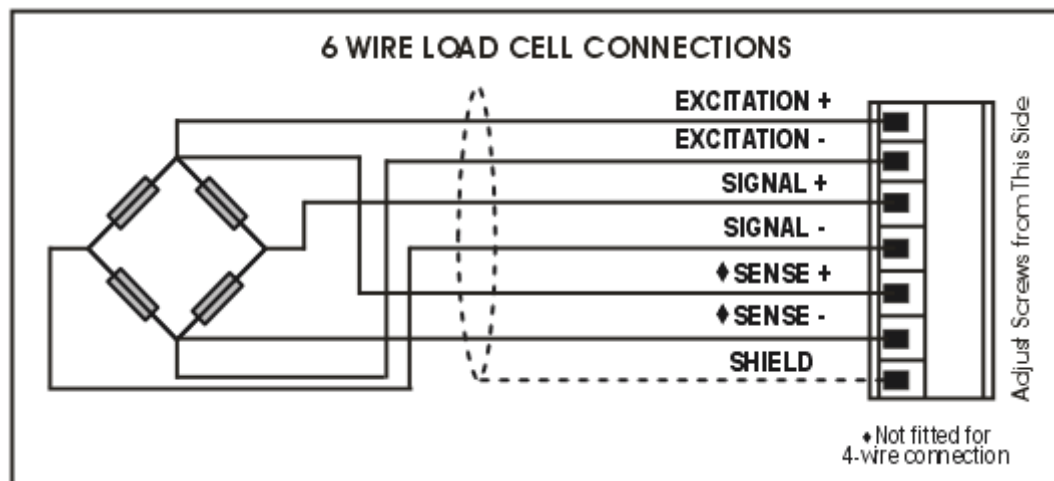 6 WIRE LOAD CELL CONNECTIONS
EXCITATION +
EXCITATION -
SIGNAL +
SIGNAL -
♦SENSE +
♦SENSE -
SHIELD
Adjust Screws from This Side
♦Not fitted for
4-wire connection